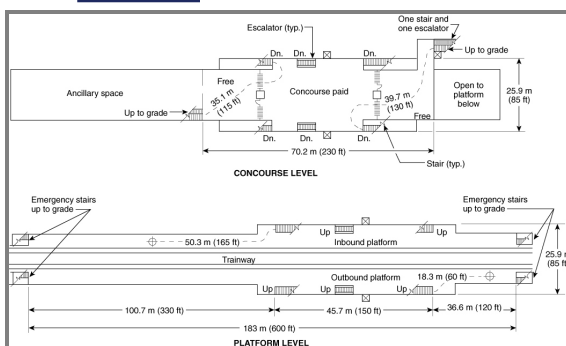 Escalator (typ.)
One stair and
one escalator
Dn.
Dn.
Dn.
Up to grade
Ancillary space
Free
Concourse paid
Open to
platform
below
35.1 m
(115 ft)
39.7 m
(130 ft)
25.9 m
(85 ft)
Up to grade
Free
Dn.
Dn.
Dn.
70.2 m (230 ft)
Stair (typ.)
CONCOURSE LEVEL
Emergency stairs
up to grade
Emergency stairs
up to grade
Up
Up
50.3 m (165 ft)
Inbound platform
Trainway
25.9 m
(85 ft)
Outbound platform
18.3 m (60 ft)
Up
Up
Up
100.7 m (330 ft)
45.7 m (150 ft)
36.6 m (120 ft)
183 m (600 ft)
PLATFORM LEVEL